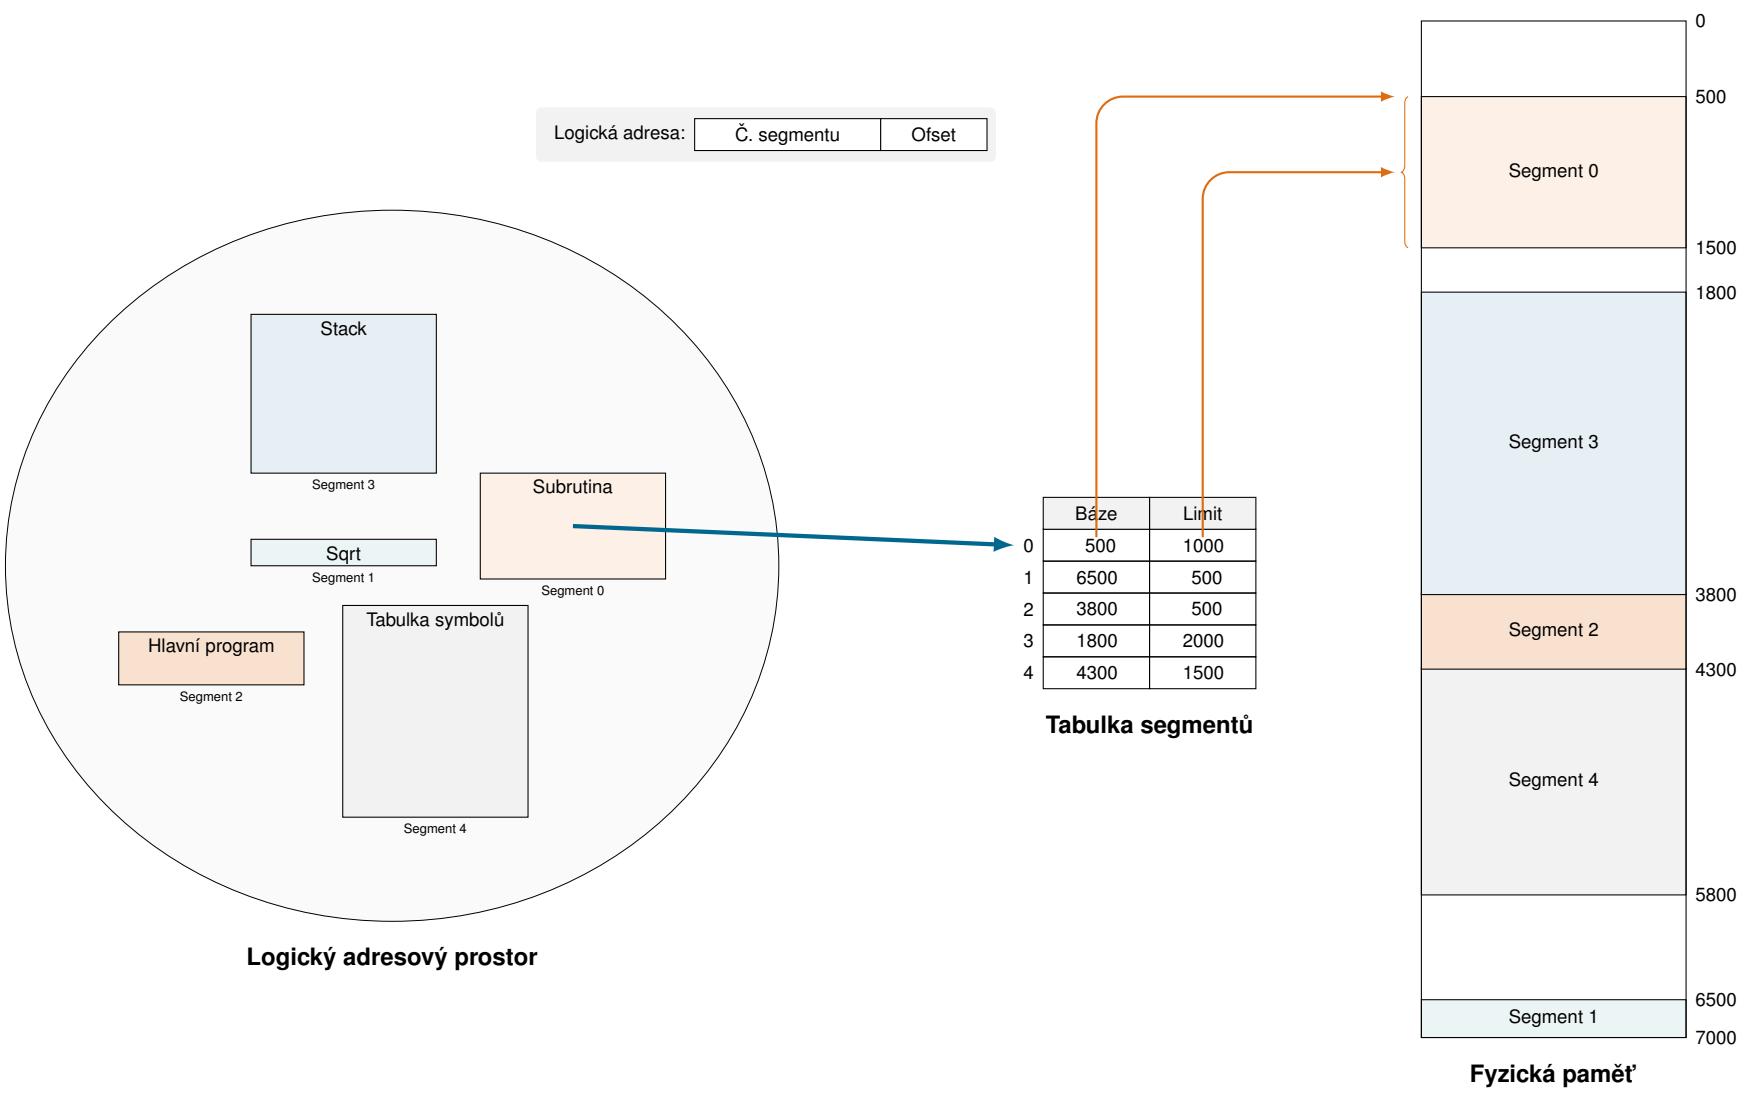 Logická adresa: Č. segmentu Ofset
Stack
Segment 3
Subrutina
Segment 0
Sqrt
Segment 1
Hlavní program
Segment 2
Tabulka symbolů
Segment 4
Logický adresový prostor
Báze Limit
0 500 1000
1 6500 500
2 3800 500
3 1800 2000
4 4300 1500
Tabulka segmentů
0
500
Segment 0
1500
1800
Segment 3
3800
Segment 2
4300
Segment 4
5800
6500
Segment 1
7000
Fyzická paměť